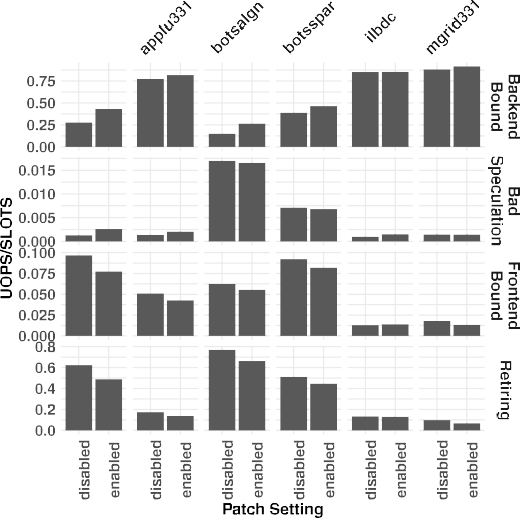 applu331 botsalgn botsspar ilbdc mgrid331
0.75
0.50
0.25
0.00
Backend
Bound
0.015
0.010
0.005
0.000
Bad
Speculation
0.100
0.075
0.050
0.025
0.000
Frontend
Bound
0.8
0.6
0.4
0.2
0.0
Retiring
UOPS/SLOTS
disabled enabled disabled enabled disabled enabled disabled enabled disabled enabled disabled enabled
Patch Setting